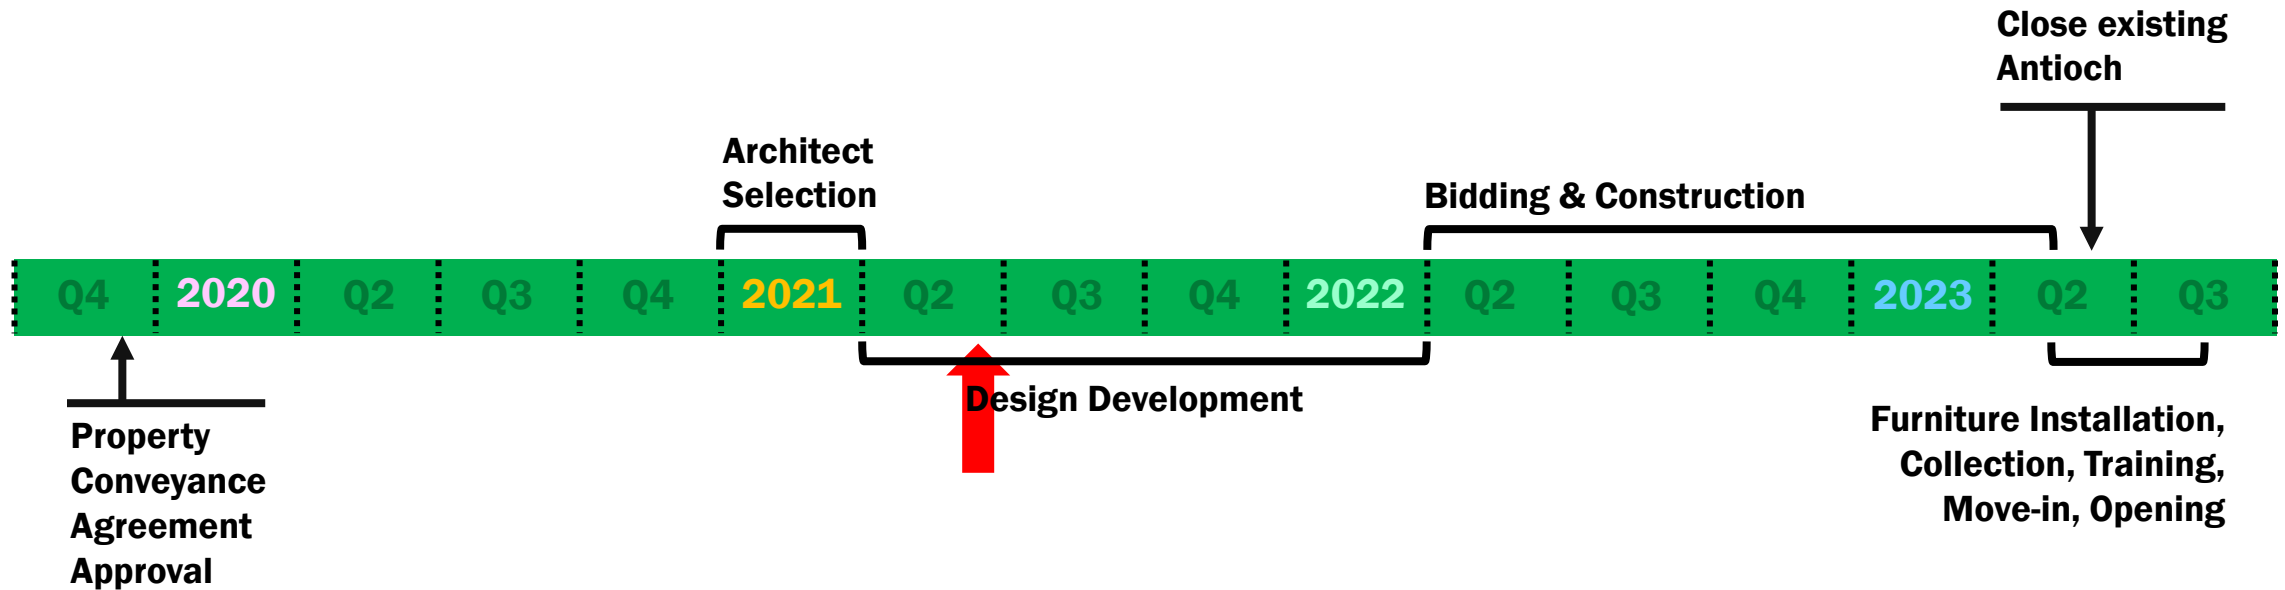 Close existing
Antioch
Architect
Selection
Bidding & Construction
Q4 2020 Q2 Q3 Q4 2021 Q2 Q3 Q4 2022 Q2 Q3 Q4 2023 Q2 Q3
Design Development
Property
Conveyance
Agreement
Approval
Furniture Installation,
Collection, Training,
Move-in, Opening